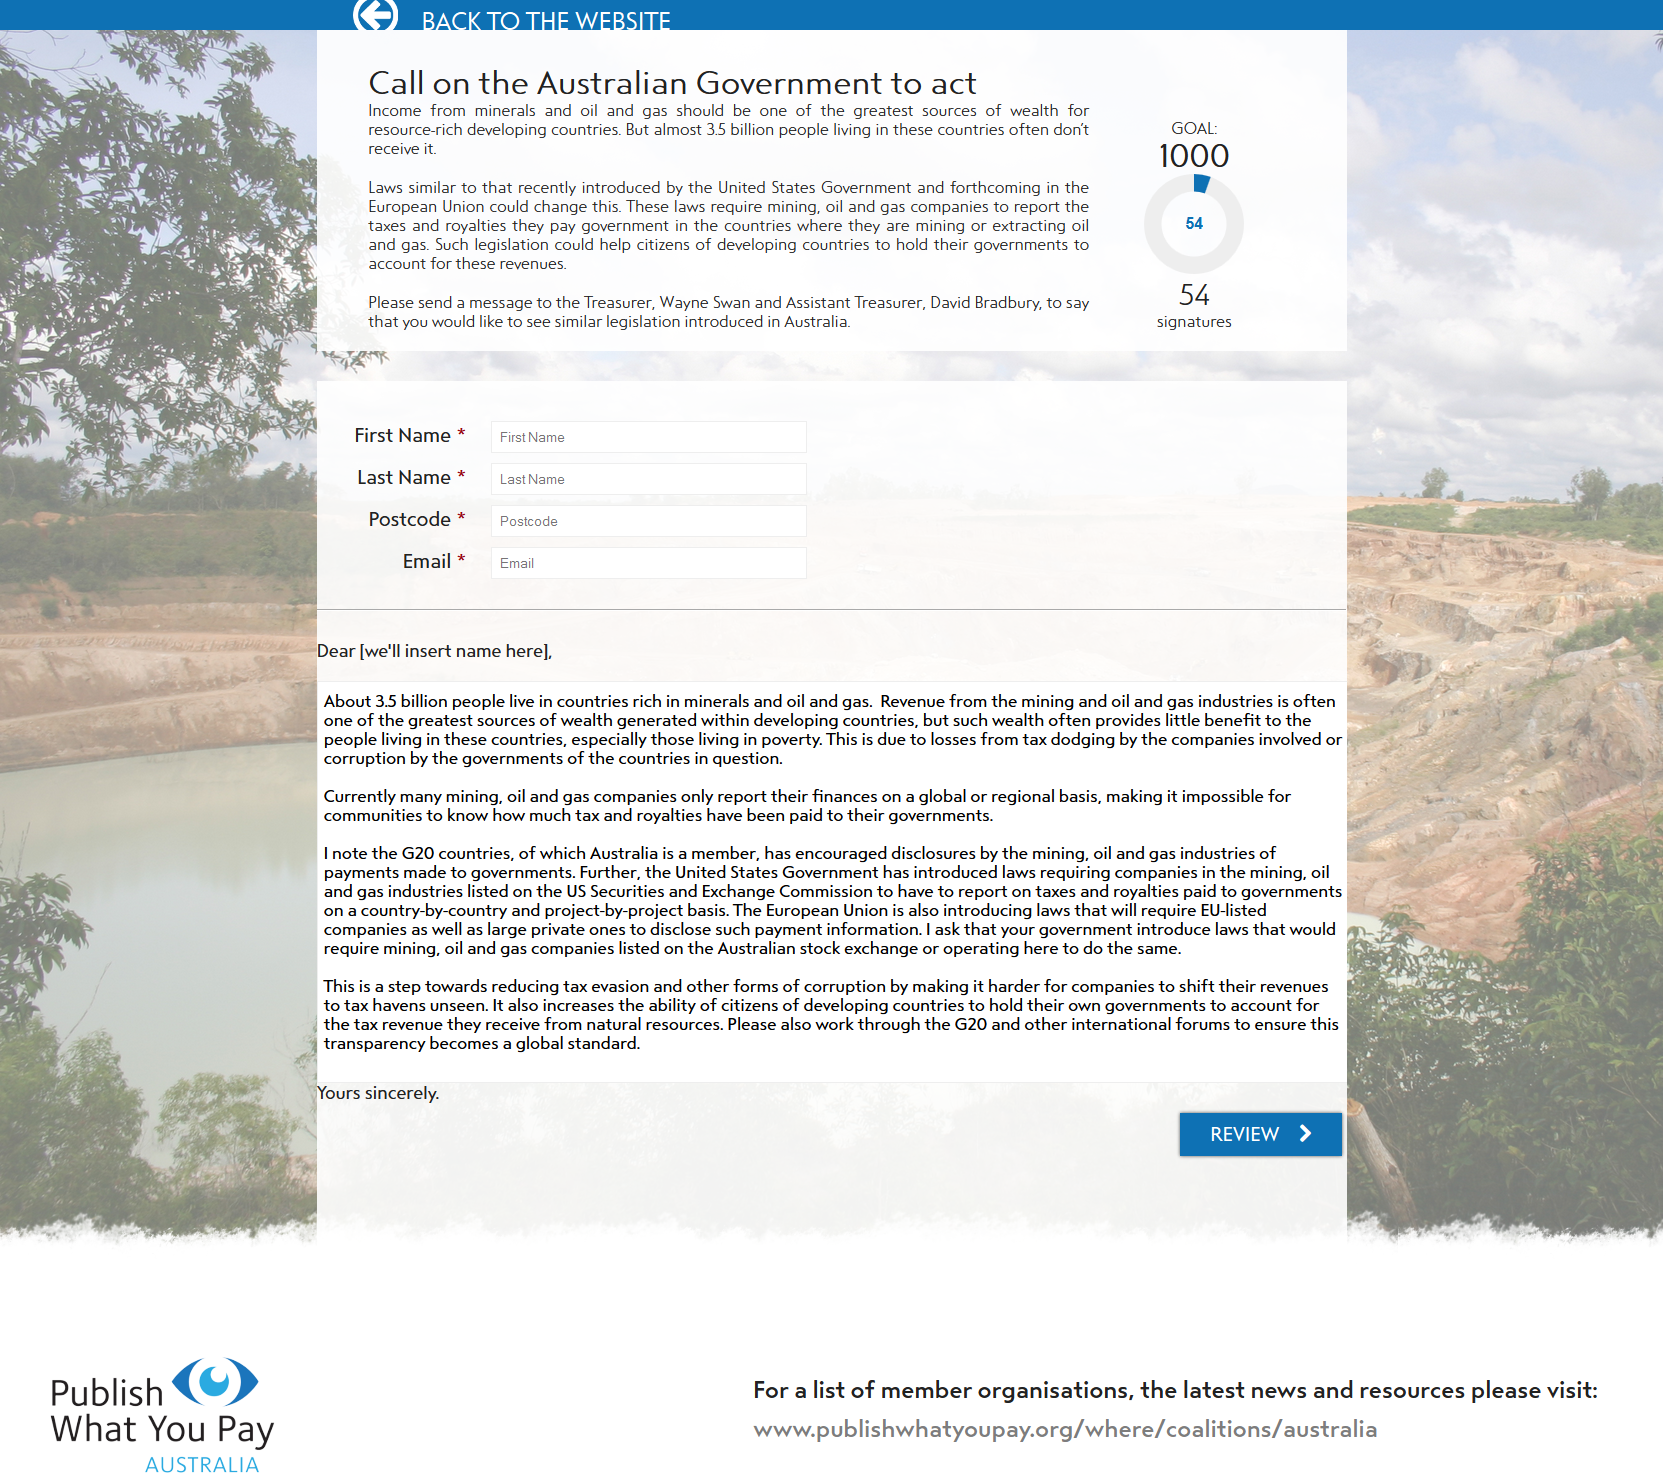 BACK TO THE WEBSITE
Call on the Australian Government to act
Income from minerals and oil and gas should be one of the greatest sources of wealth for
resource-rich developing countries. But almost 3.5 billion people living in these countries often don't
receive it.
Laws similar to that recently introduced by the United States Government and forthcoming in the
European Union could change this. These laws require mining, oil and gas companies to report the
taxes and royalties they pay government in the countries where they are mining or extracting oil
and gas. Such legislation could help citizens of developing countries to hold their governments to
account for these revenues.
Please send a message to the Treasurer, Wayne Swan and Assistant Treasurer, David Bradbury, to say
that you would like to see similar legislation introduced in Australia.
GOAL:
1000
54
54
signatures
First Name * First Name
Last Name * Last Name
Postcode * Postcode
Email * Email
Dear [we'll insert name here],
About 3.5 billion people live in countries rich in minerals and oil and gas.  Revenue from the mining and oil and gas industries is often
one of the greatest sources of wealth generated within developing countries, but such wealth often provides little benefit to the
people living in these countries, especially those living in poverty. This is due to losses from tax dodging by the companies involved or
corruption by the governments of the countries in question.
Currently many mining, oil and gas companies only report their finances on a global or regional basis, making it impossible for
communities to know how much tax and royalties have been paid to their governments.
I note the G20 countries, of which Australia is a member, has encouraged disclosures by the mining, oil and gas industries of
payments made to governments. Further, the United States Government has introduced laws requiring companies in the mining, oil
and gas industries listed on the US Securities and Exchange Commission to have to report on taxes and royalties paid to governments
on a country-by-country and project-by-project basis. The European Union is also introducing laws that will require EU-listed
companies as well as large private ones to disclose such payment information. I ask that your government introduce laws that would
require mining, oil and gas companies listed on the Australian stock exchange or operating here to do the same.
This is a step towards reducing tax evasion and other forms of corruption by making it harder for companies to shift their revenues
to tax havens unseen. It also increases the ability of citizens of developing countries to hold their own governments to account for
the tax revenue they receive from natural resources. Please also work through the G20 and other international forums to ensure this
transparency becomes a global standard.
Yours sincerely.
REVIEW
Publish
What You Pay
AUSTRALIA
For a list of member organisations, the latest news and resources please visit:
www.publishwhatyoupay.org/where/coalitions/australia